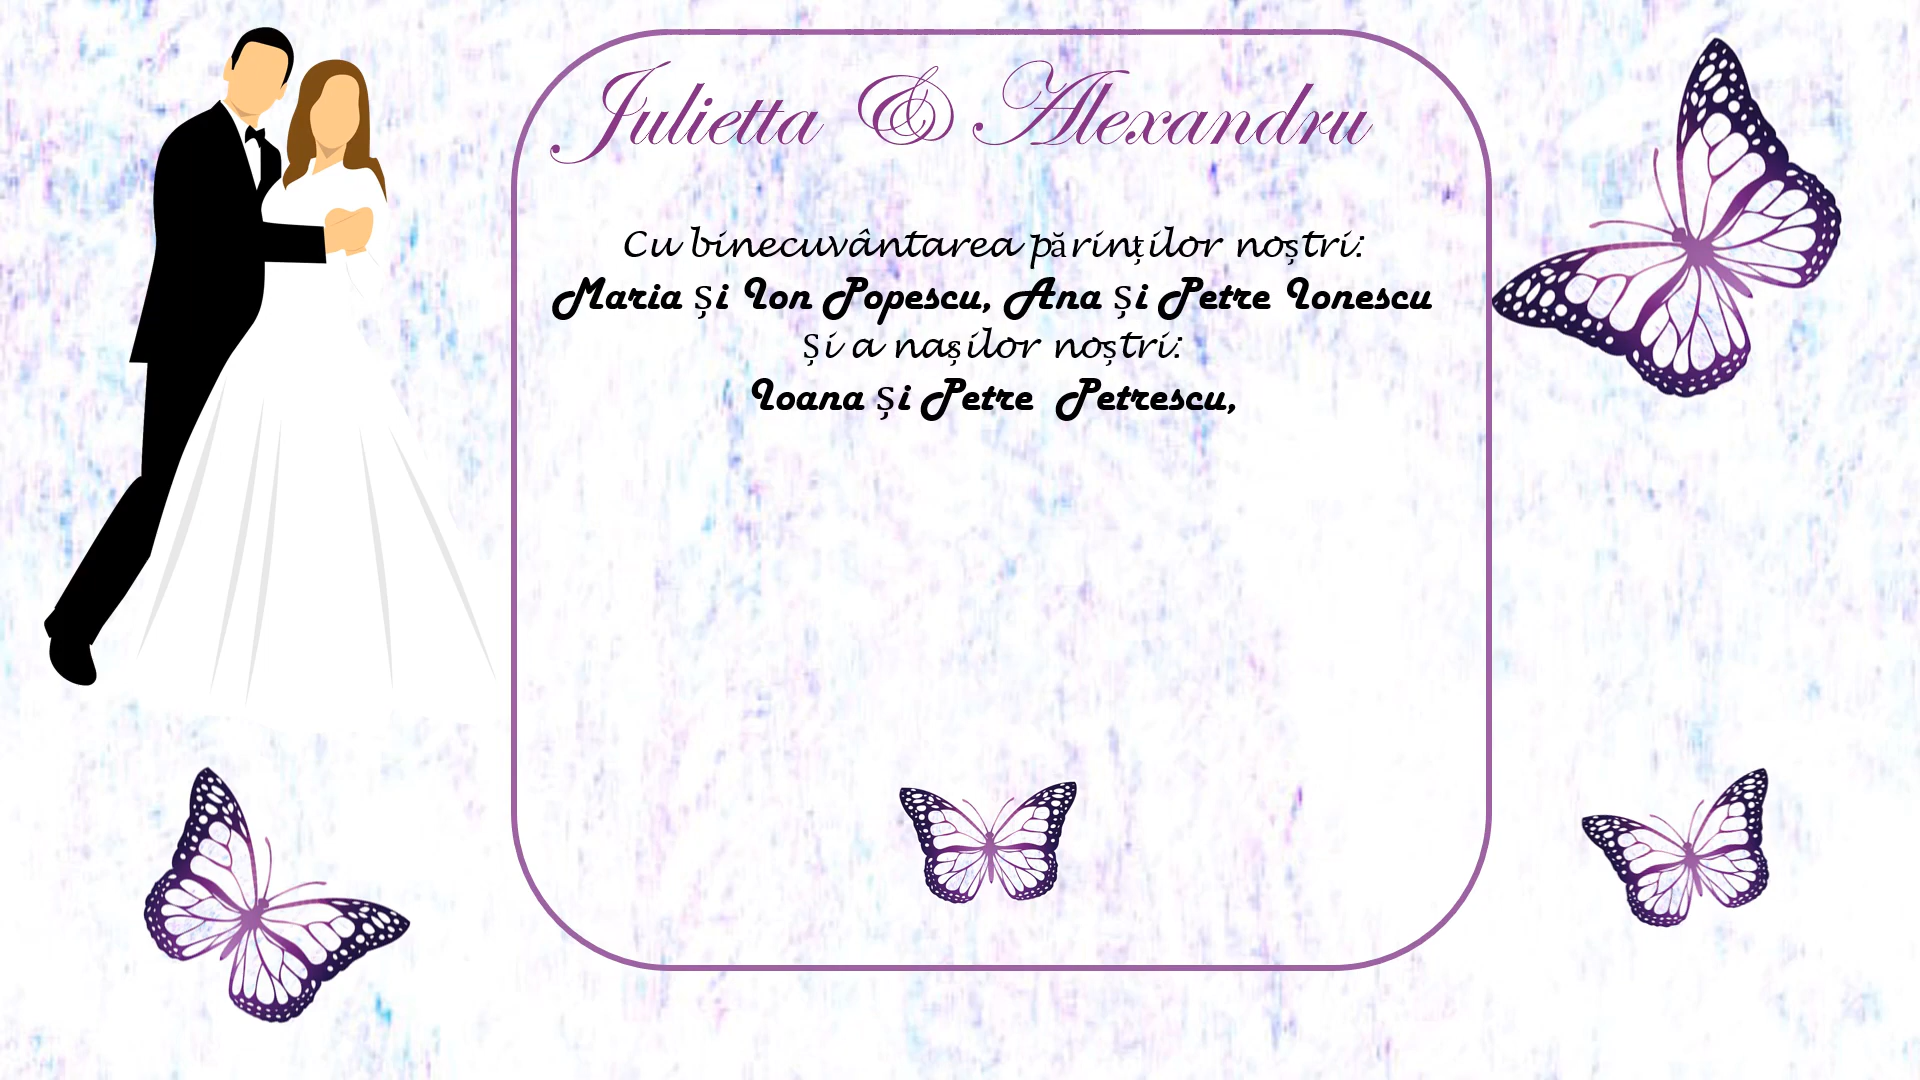 Julietta & Alexandru
Cu binecuvântarea părinților noștri:
Maria Și Ion Popescu, Ana Și Petre Ionescu
Și a nașilor noștri:
Ioana Și Petre  Petrescu,